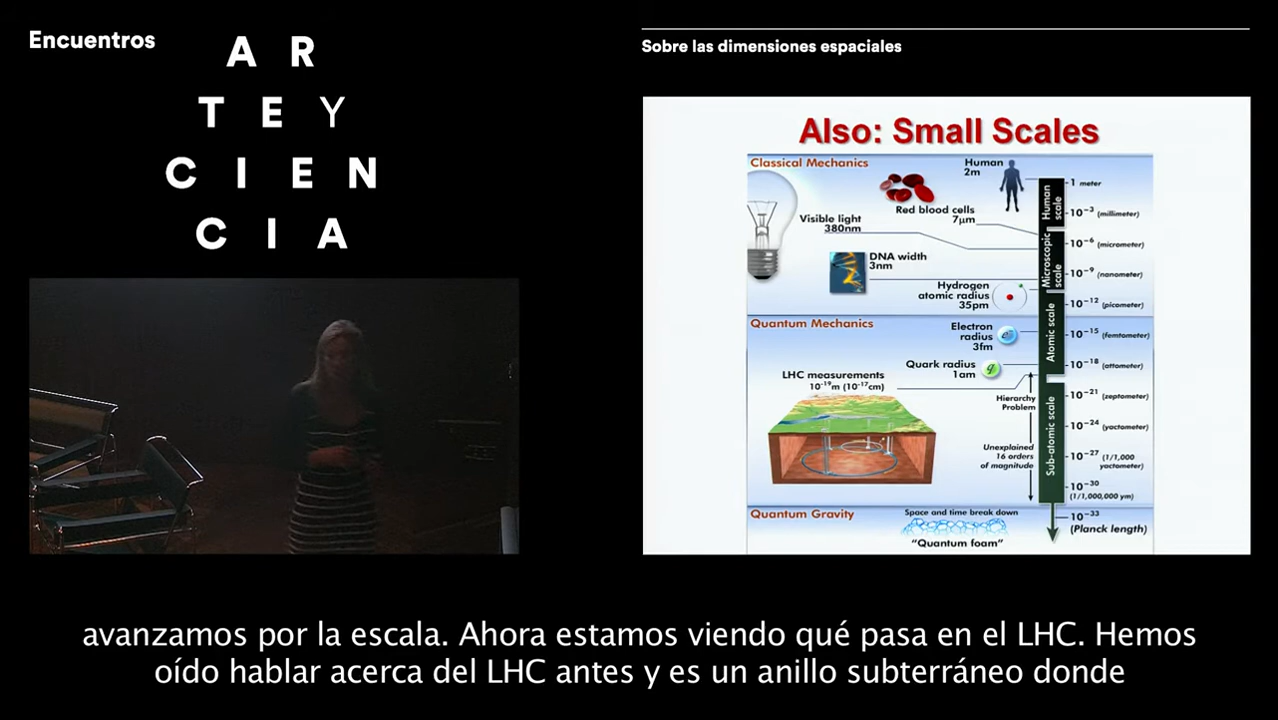 Encuentros
A R
T E Y
C I E N
C I A
Sobre las dimensiones espaciales
Also: Small Scales
Classical Mechanics
Human
2m
1 meter
Human scale
Red blood cells
7µm
10⁻³ (millimeter)
Visible light
380nm
10⁻⁶ (micrometer)
Microscopic scale
DNA width
3nm
10⁻⁹ (nanometer)
Hydrogen
atomic radius
35pm
10⁻¹² (picometer)
Quantum Mechanics
Electron
radius
3fm
10⁻¹⁵ (femtometer)
Atomic scale
e⁻
Quark radius
1am
q
10⁻¹⁸ (attometer)
LHC measurements
10⁻¹⁹m (10⁻¹⁷cm)
Hierarchy
Problem
10⁻²¹ (zeptometer)
10⁻²⁴ (yoctometer)
Sub-atomic scale
Unexplained
16 orders
of magnitude
10⁻²⁷ (1/1,000
yoctometer)
10⁻³⁰
(1/1,000,000 ym)
Quantum Gravity
Space and time break down
10⁻³³
(Planck length)
“Quantum foam”
avanzamos por la escala. Ahora estamos viendo qué pasa en el LHC. Hemos
oído hablar acerca del LHC antes y es un anillo subterráneo donde